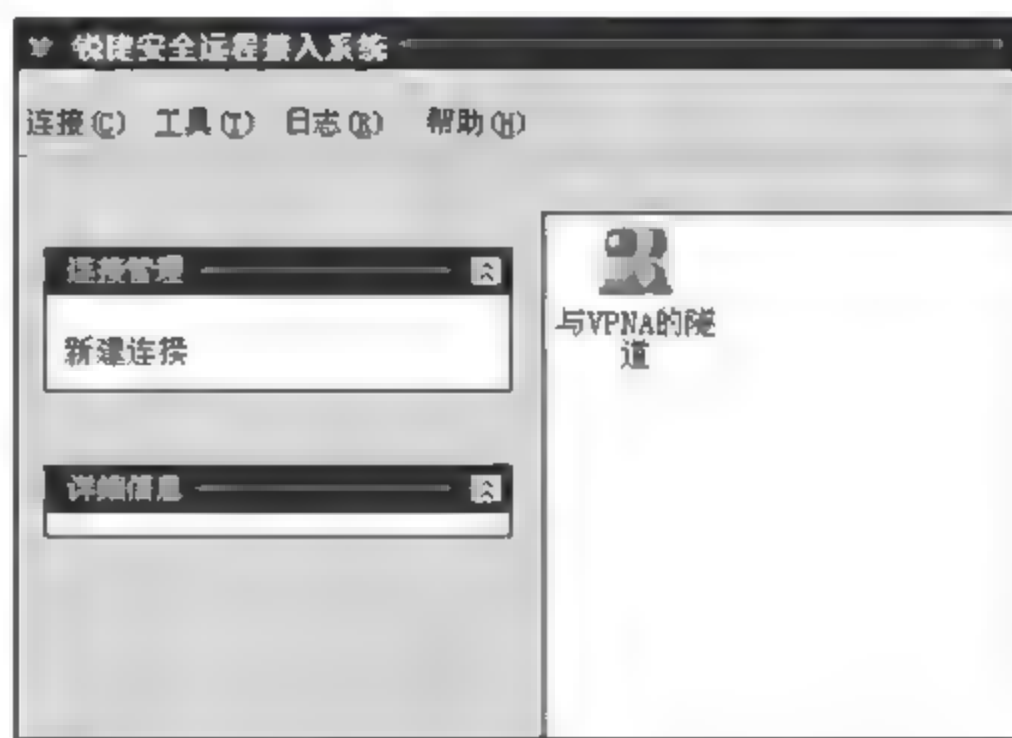 锐捷安全远程接入系统
连接(C) 工具(T) 日志(R) 帮助(H)
连接管理
新建连接
详细信息
与VPNA的隧
道